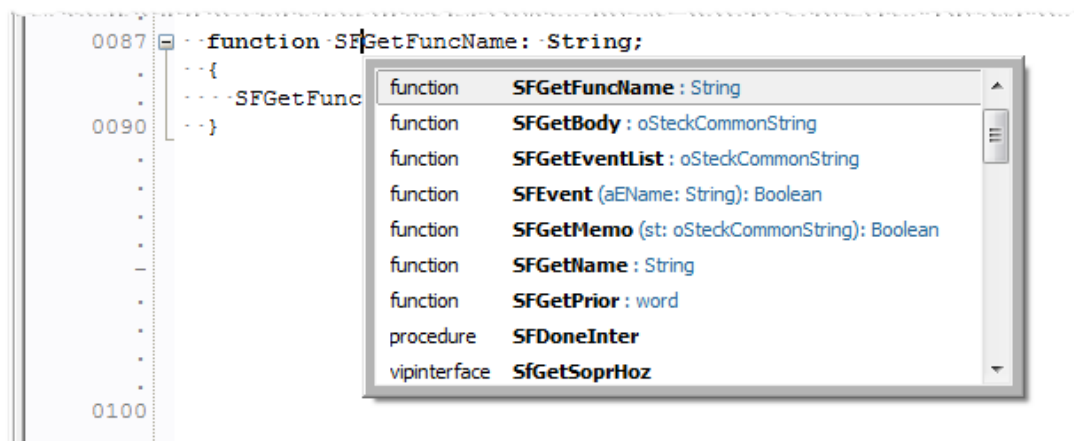 0087 function SFGetFuncName: String;
{
SFGetFunc
0090 }
0100
function SFGetFuncName : String
function SFGetBody : oSteckCommonString
function SFGetEventList : oSteckCommonString
function SFEvent (aEName: String): Boolean
function SFGetMemo (st: oSteckCommonString): Boolean
function SFGetName : String
function SFGetPrior : word
procedure SFDoneInter
vipinterface SfGetSoprHoz